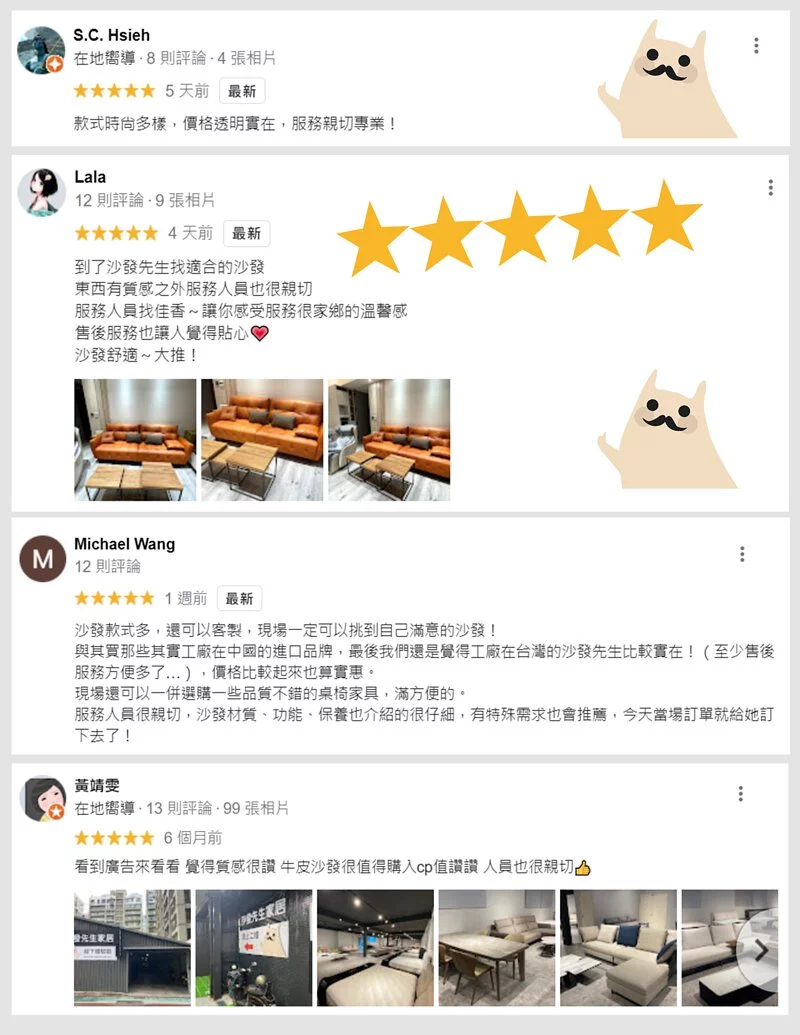 S.C. Hsieh
在地嚮導 · 8 則評論 · 4 張相片
5 天前 最新
款式時尚多樣，價格透明實在，服務親切專業！
Lala
12 則評論 · 9 張相片
4 天前 最新
到了沙發先生找適合的沙發
東西有質感之外服務人員也很親切
服務人員找佳香～讓你感受服務很家鄉的溫馨感
售後服務也讓人覺得貼心💗
沙發舒適～大推！
M
Michael Wang
12 則評論
1 週前 最新
沙發款式多，還可以客製，現場一定可以挑到自己滿意的沙發！
與其買那些其實工廠在中國的進口品牌，最後我們還是覺得工廠在台灣的沙發先生比較實在！（至少售後
服務方便多了...），價格比較起來也算實惠。
現場還可以一併選購一些品質不錯的桌椅家具，滿方便的。
服務人員很親切，沙發材質、功能、保養也介紹的很仔細，有特殊需求也會推薦，今天當場訂單就給她訂
下去了！
黃靖雯
在地嚮導 · 13 則評論 · 99 張相片
6 個月前
看到廣告來看看 覺得質感很讚 牛皮沙發很值得購入cp值讚讚 人員也很親切👍
發先生家居
沙發先生家居